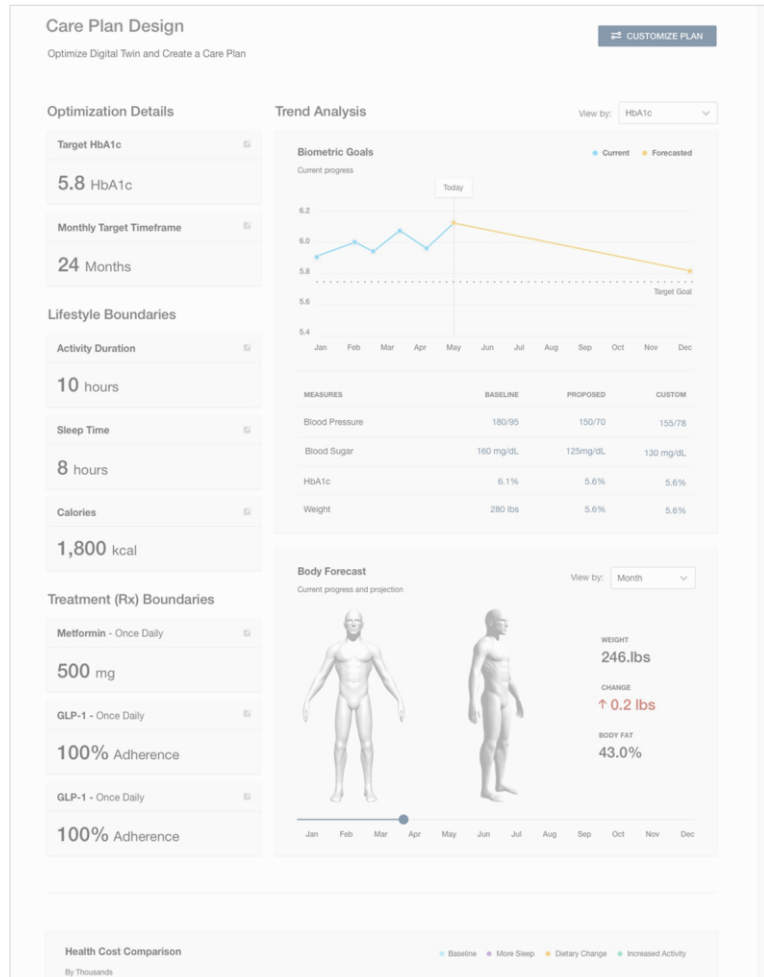 Care Plan Design
Optimize Digital Twin and Create a Care Plan
CUSTOMIZE PLAN
Optimization Details
Target HbA1c
5.8 HbA1c
Monthly Target Timeframe
24 Months
Lifestyle Boundaries
Activity Duration
10 hours
Sleep Time
8 hours
Calories
1,800 kcal
Treatment (Rx) Boundaries
Metformin - Once Daily
500 mg
GLP-1 - Once Daily
100% Adherence
GLP-1 - Once Daily
100% Adherence
Trend Analysis
View by: HbA1c
Biometric Goals
Current Forecasted
Current progress
Today
6.2
6.0
5.8
Target Goal
5.6
5.4
Jan Feb Mar Apr May Jun Jul Aug Sep Oct Nov Dec
MEASURES BASELINE PROPOSED CUSTOM
Blood Pressure 180/95 150/70 155/78
Blood Sugar 160 mg/dL 125mg/dL 130 mg/dL
HbA1c 6.1% 5.6% 5.6%
Weight 280 lbs 5.6% 5.6%
Body Forecast
View by: Month
Current progress and projection
WEIGHT
246.lbs
CHANGE
↑ 0.2 lbs
BODY FAT
43.0%
Jan Feb Mar Apr May Jun Jul Aug Sep Oct Nov Dec
Health Cost Comparison
Baseline More Sleep Dietary Change Increased Activity
By Thousands